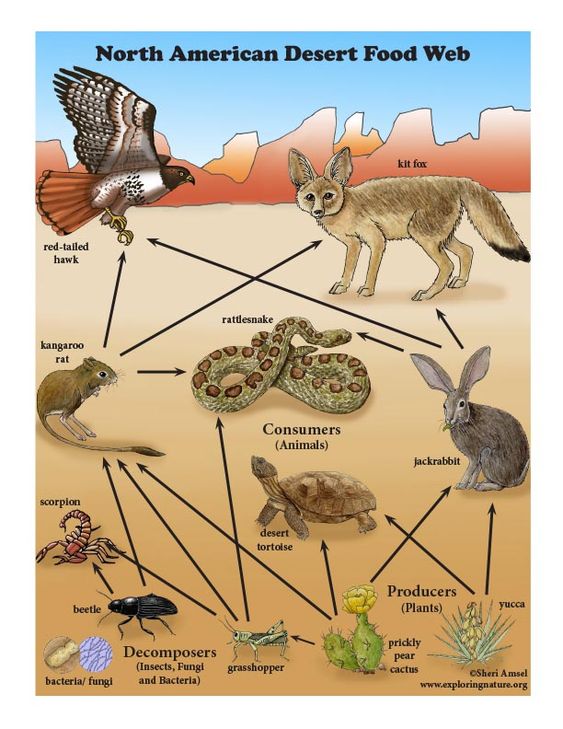 North American Desert Food Web
kit fox
red-tailed
hawk
rattlesnake
kangaroo
rat
Consumers
(Animals)
jackrabbit
scorpion
desert
tortoise
Producers
(Plants)
yucca
beetle
prickly
pear
cactus
Decomposers
(Insects, Fungi
and Bacteria)
grasshopper
bacteria/ fungi
©Sheri Amsel
www.exploringnature.org